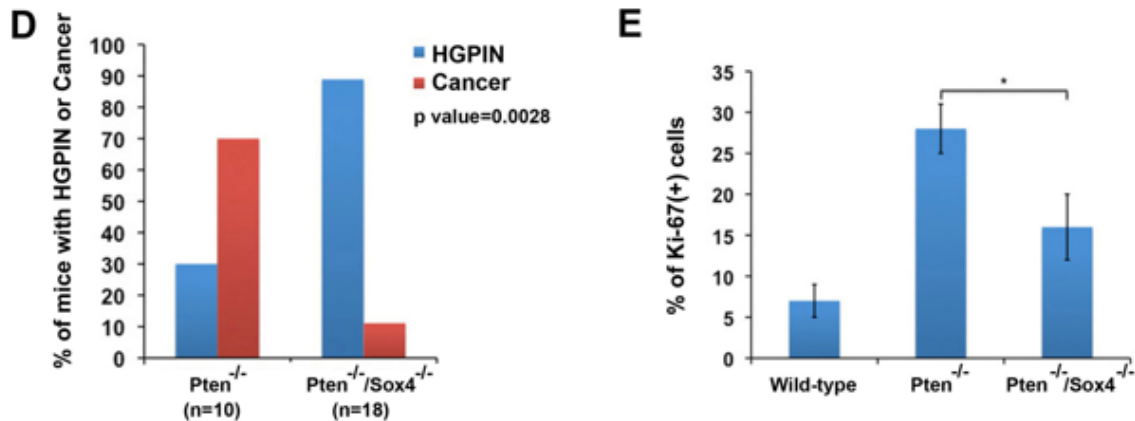 D
% of mice with HGPIN or Cancer
100
90
80
70
60
50
40
30
20
10
0
HGPIN
Cancer
p value=0.0028
Pten-/-
(n=10)
Pten-/-/Sox4-/-
(n=18)
E
% of Ki-67(+) cells
35
30
25
20
15
10
5
0
*
Wild-type
Pten-/-
Pten-/-/Sox4-/-